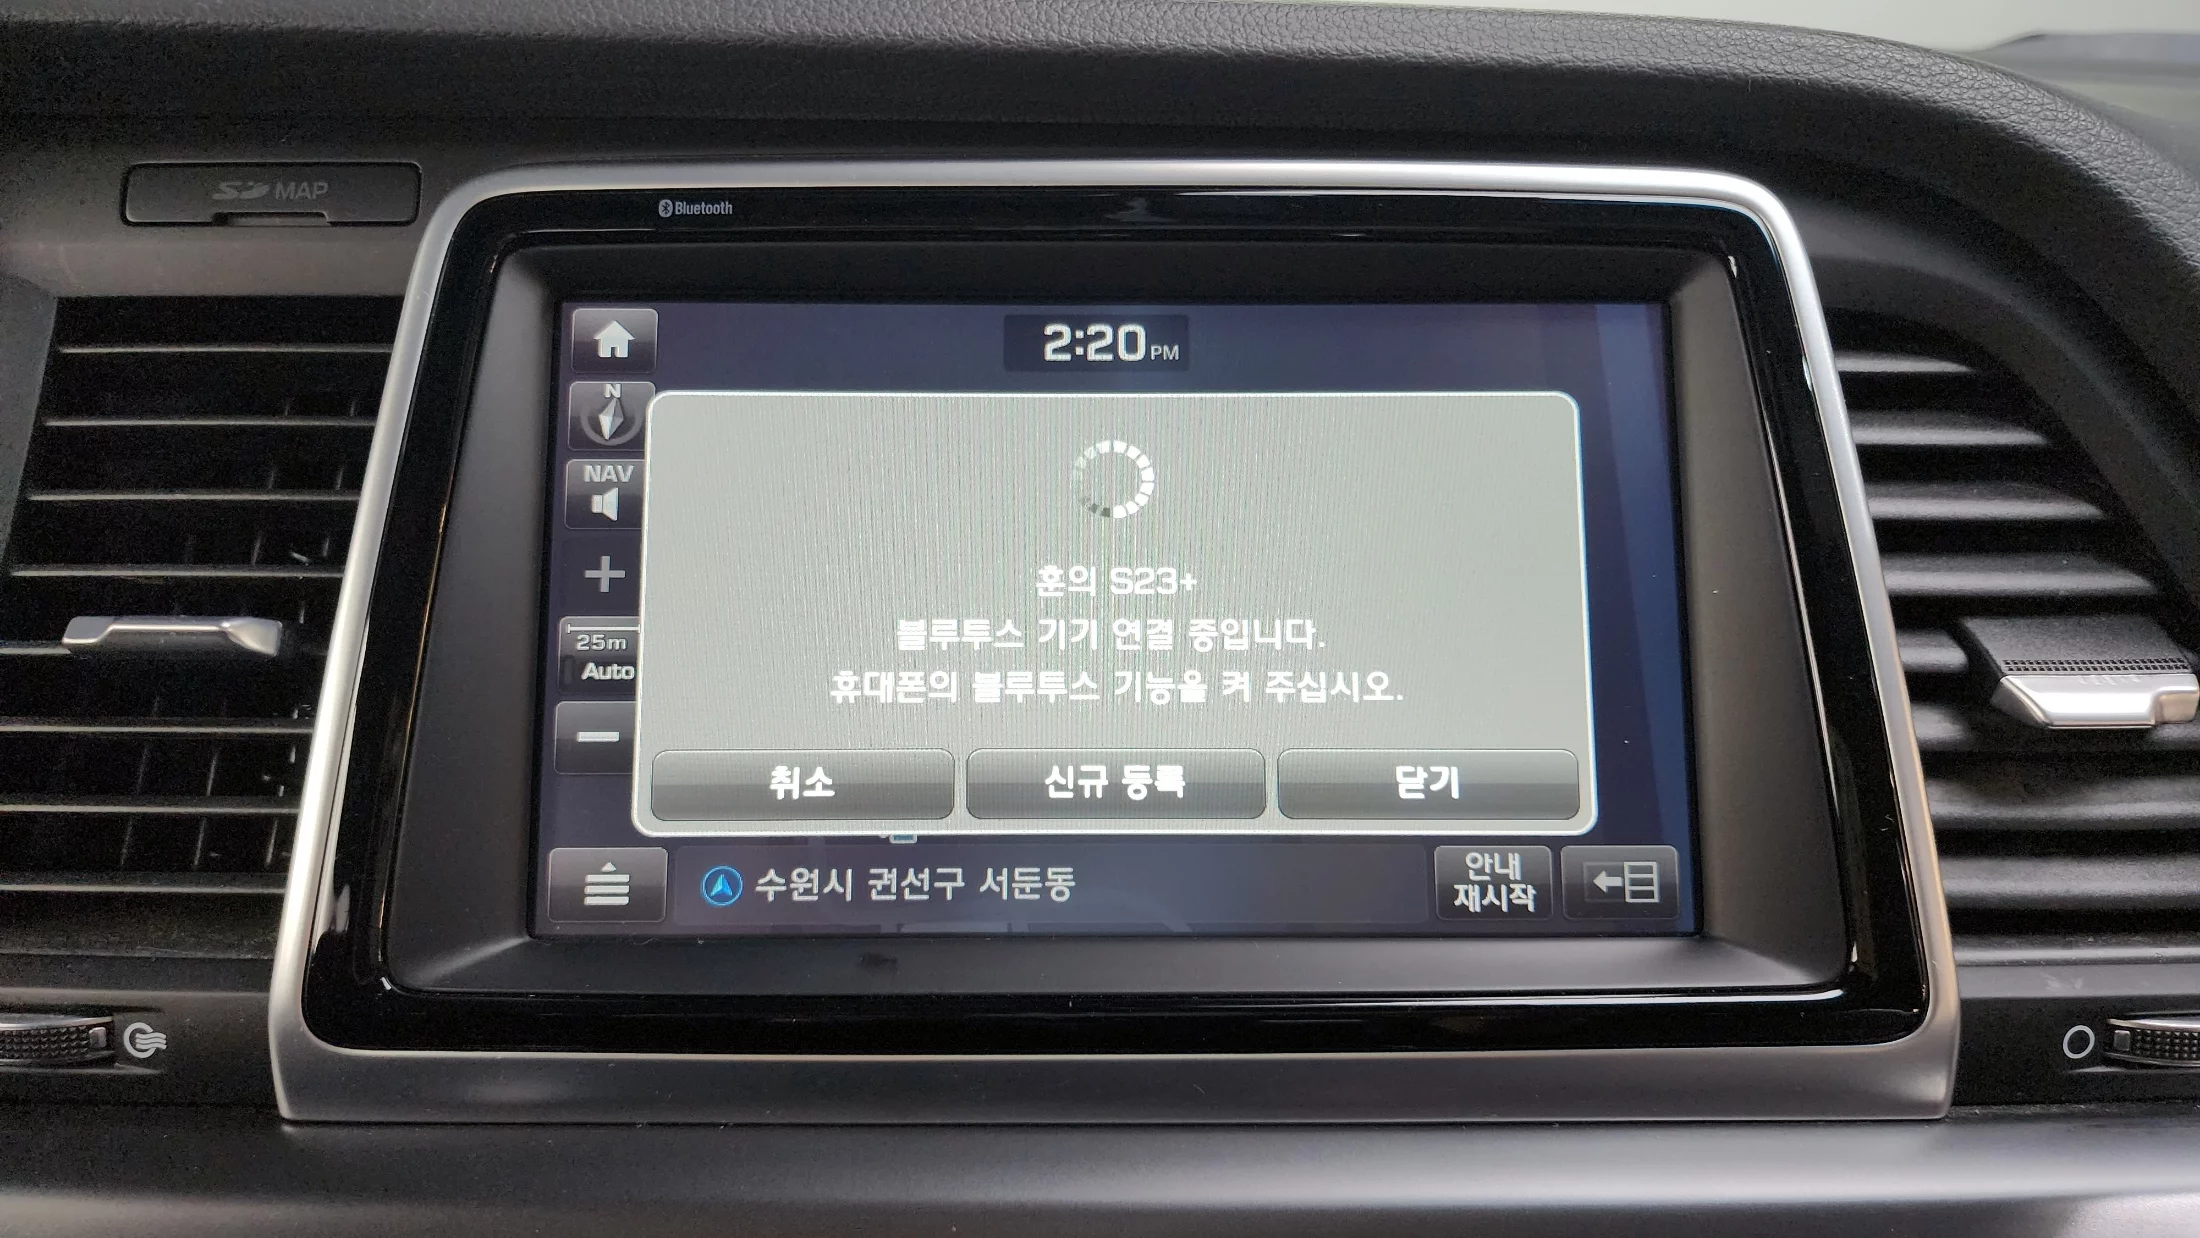 SD MAP
Bluetooth
2:20 PM
N
NAV
25m
Auto
훈의 S23+
블루투스 기기 연결 중입니다.
휴대폰의 블루투스 기능을 켜 주십시오.
취소
신규 등록
닫기
수원시 권선구 서둔동
안내
재시작